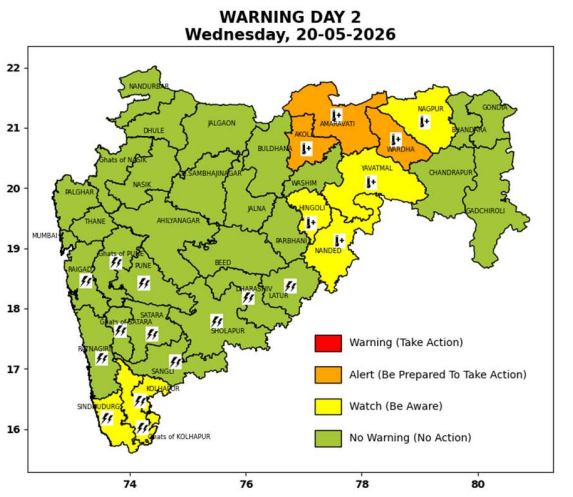 WARNING DAY 2
Wednesday, 20-05-2026
22
21
20
19
18
17
16
74
76
78
80
NANDURBAR
DHULE
JALGAON
Ghats of NASIK
NASIK
PALGHAR
THANE
AHILYANAGAR
MUMBAI
JALNA
BULDHANA
AKOLA
AMARAVATI
NAGPUR
GONDIA
BHANDARA
WARDHA
YAVATMAL
CHANDRAPUR
GADCHIROLI
WASHIM
HINGOLI
PARBHANI
NANDED
Ghats of PUNE
PUNE
RAIGAD
BEED
DHARASHIV
LATUR
SATARA
Ghats of SATARA
SHOLAPUR
RATNAGIRI
SANGLI
KOLHAPUR
SINDHUDURG
Ghats of KOLHAPUR
Warning (Take Action)
Alert (Be Prepared To Take Action)
Watch (Be Aware)
No Warning (No Action)